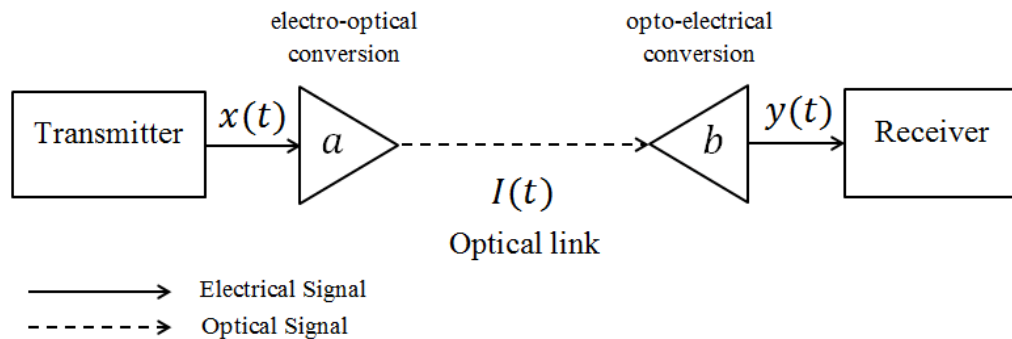 electro-optical
conversion
opto-electrical
conversion
Transmitter
x(t)
a
I(t)
Optical link
b
y(t)
Receiver
Electrical Signal
Optical Signal